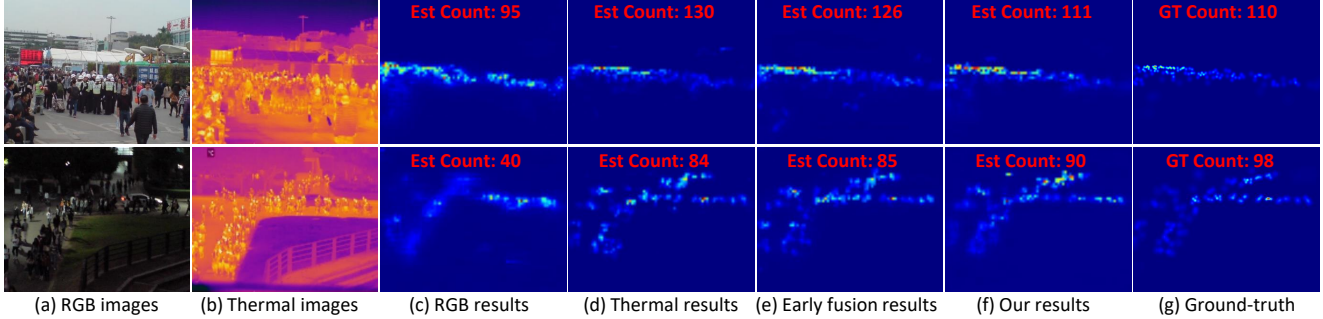 Est Count: 95 Est Count: 130 Est Count: 126 Est Count: 111 GT Count: 110
Est Count: 40 Est Count: 84 Est Count: 85 Est Count: 90 GT Count: 98
(a) RGB images (b) Thermal images (c) RGB results (d) Thermal results (e) Early fusion results (f) Our results (g) Ground-truth